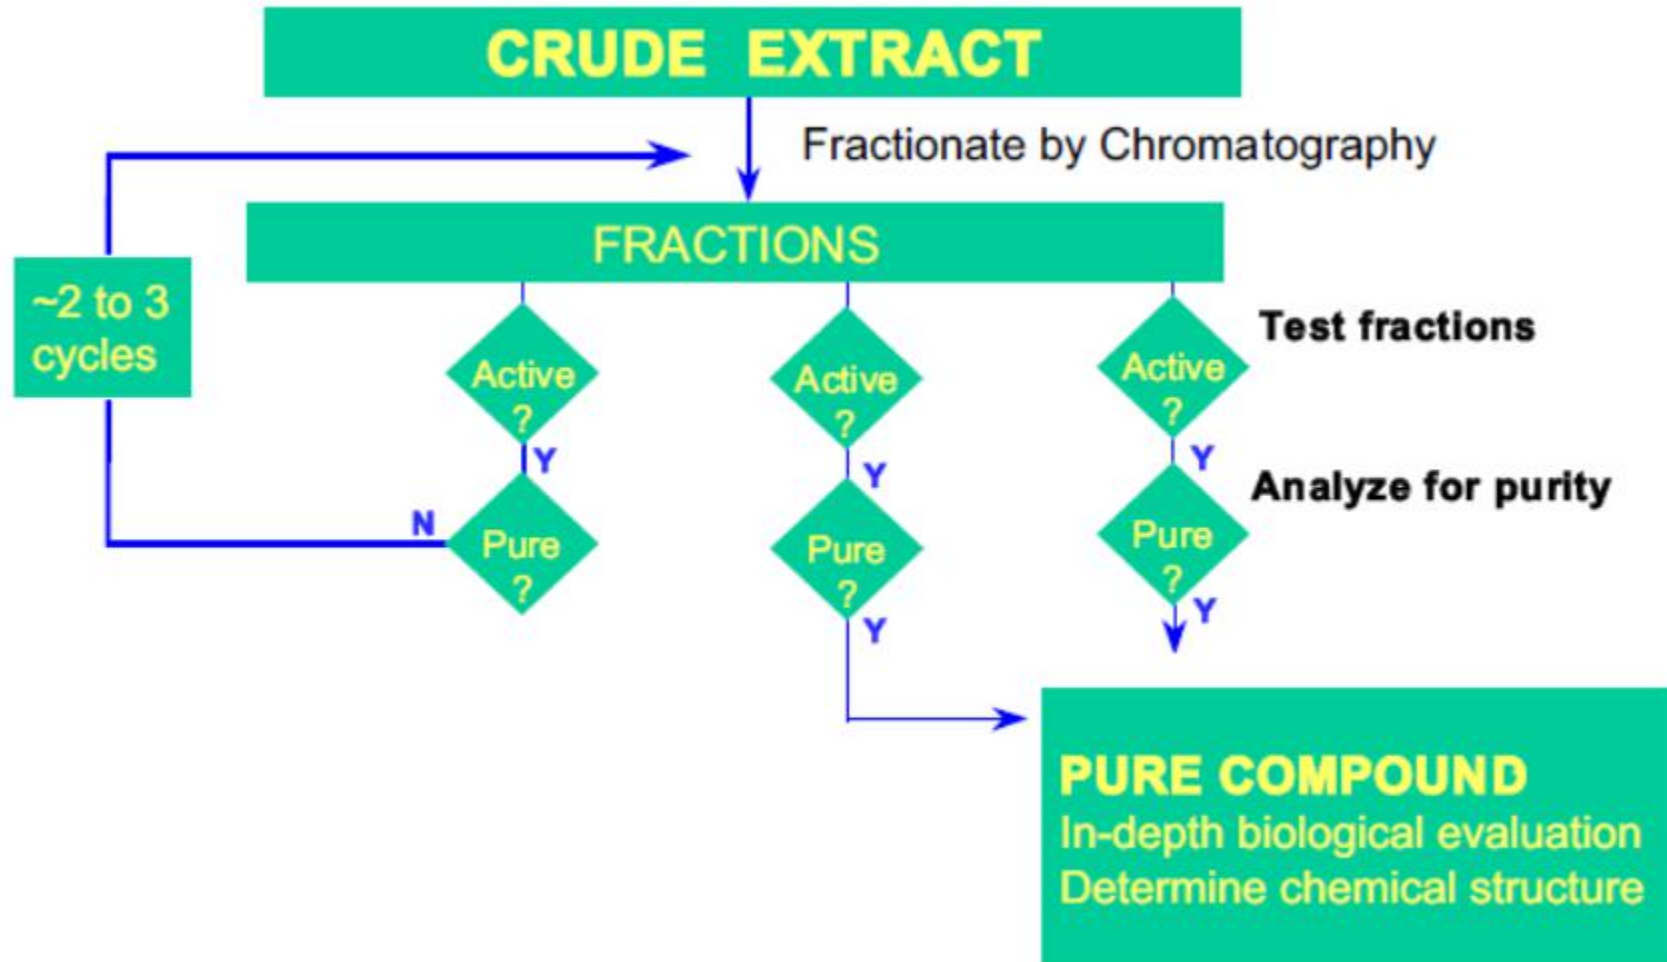 CRUDE EXTRACT
Fractionate by Chromatography
FRACTIONS
~2 to 3
cycles
Active
?
Active
?
Active
?
Test fractions
Y
Y
Y
Analyze for purity
N
Pure
?
Pure
?
Pure
?
Y
Y
PURE COMPOUND
In-depth biological evaluation
Determine chemical structure